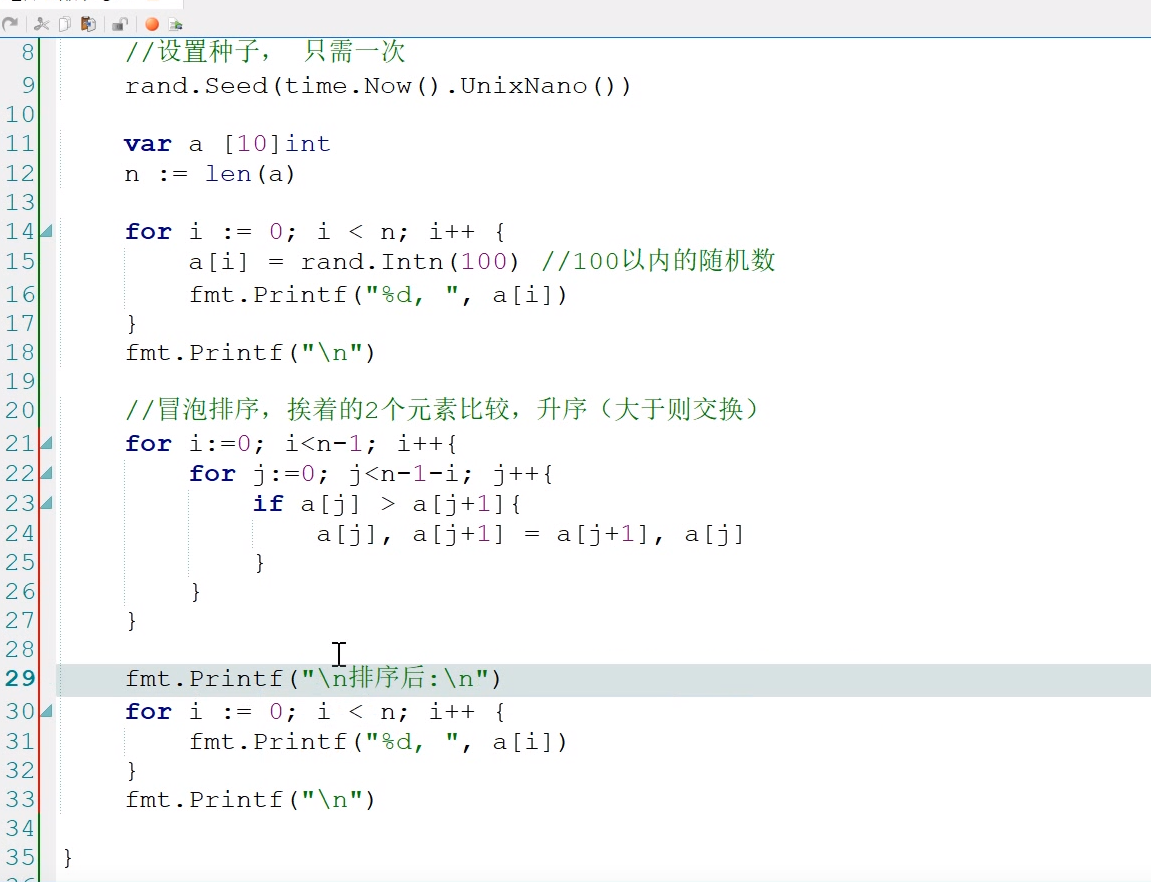 8 //设置种子， 只需一次
9 rand.Seed(time.Now().UnixNano())
10
11 var a [10]int
12 n := len(a)
13
14 for i := 0; i < n; i++ {
15 a[i] = rand.Intn(100) //100以内的随机数
16 fmt.Printf("%d, ", a[i])
17 }
18 fmt.Printf("\n")
19
20 //冒泡排序，挨着的2个元素比较，升序（大于则交换）
21 for i:=0; i<n-1; i++{
22 for j:=0; j<n-1-i; j++{
23 if a[j] > a[j+1]{
24 a[j], a[j+1] = a[j+1], a[j]
25 }
26 }
27 }
28
29 fmt.Printf("\n排序后:\n")
30 for i := 0; i < n; i++ {
31 fmt.Printf("%d, ", a[i])
32 }
33 fmt.Printf("\n")
34
35 }